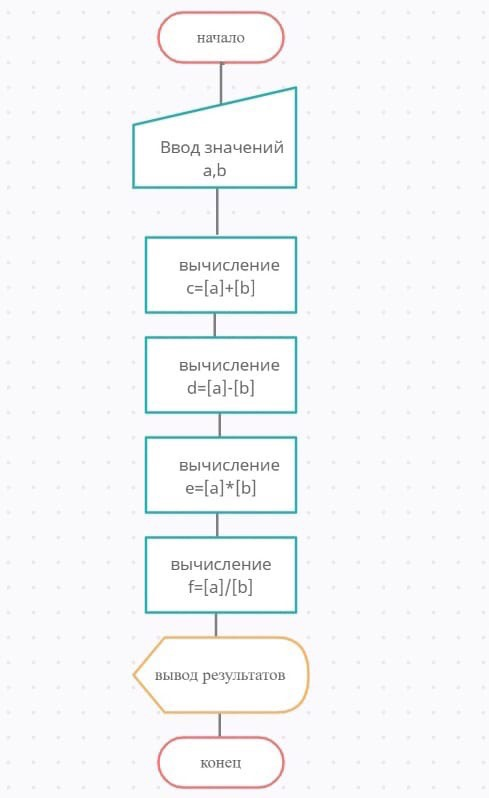 начало
Ввод значений
a,b
вычисление
c=[a]+[b]
вычисление
d=[a]-[b]
вычисление
e=[a]*[b]
вычисление
f=[a]/[b]
вывод результатов
конец